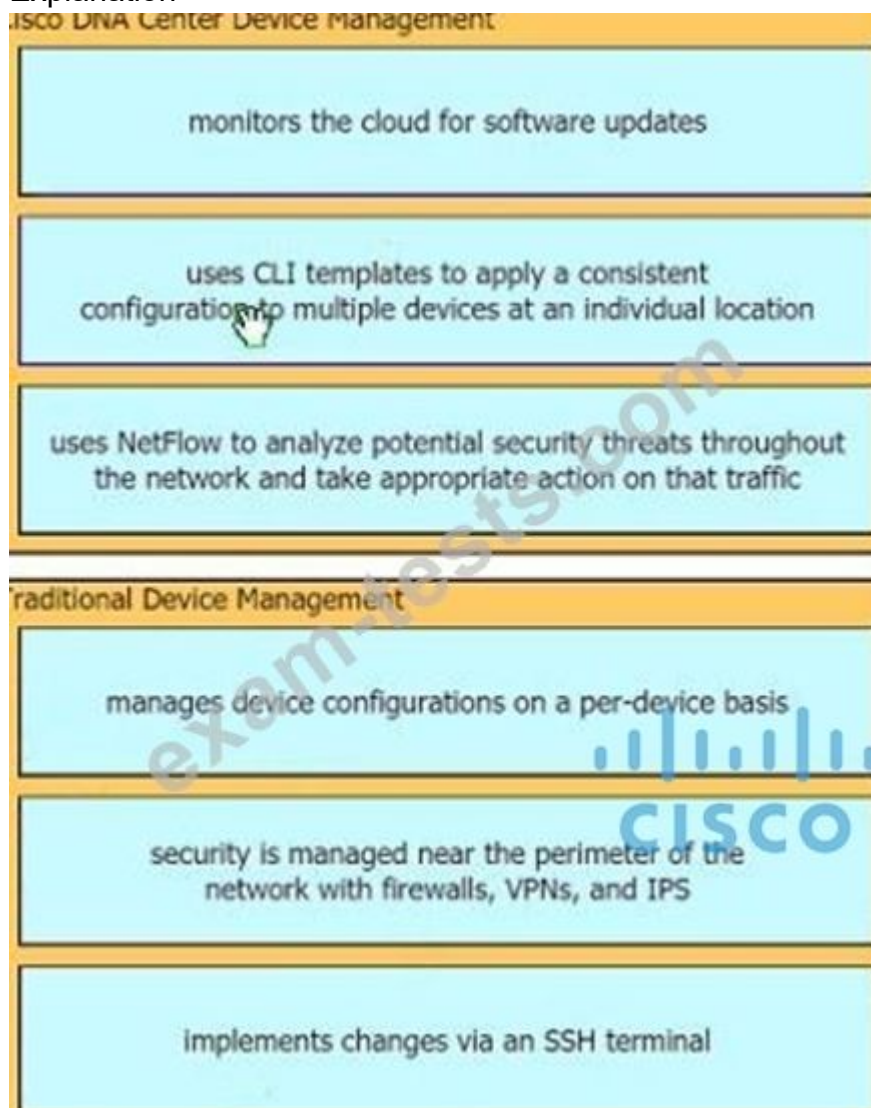 Explanation
isco DNA Center Device Management
monitors the cloud for software updates
uses CLI templates to apply a consistent
configuration to multiple devices at an individual location
uses NetFlow to analyze potential security threats throughout
the network and take appropriate action on that traffic
raditional Device Management
manages device configurations on a per-device basis
security is managed near the perimeter of the
network with firewalls, VPNs, and IPS
implements changes via an SSH terminal
exam-tests.com
CISCO